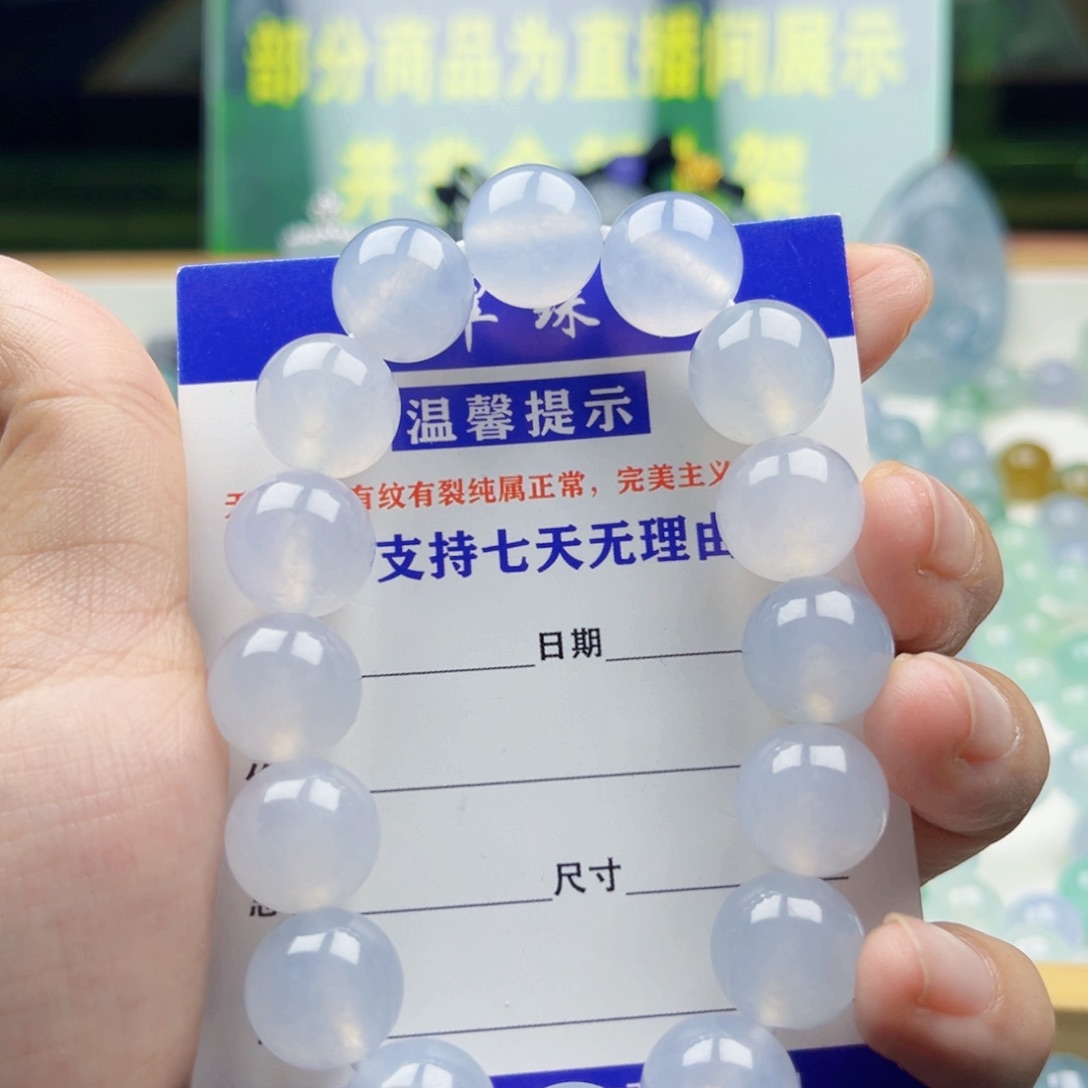 部分商品为直播间展示
珠
温馨提示
有纹有裂纯属正常，完美主义
支持七天无理由
日期
尺寸